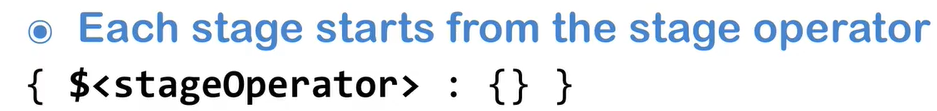 ◉ Each stage starts from the stage operator
{ $<stageOperator> : {} }